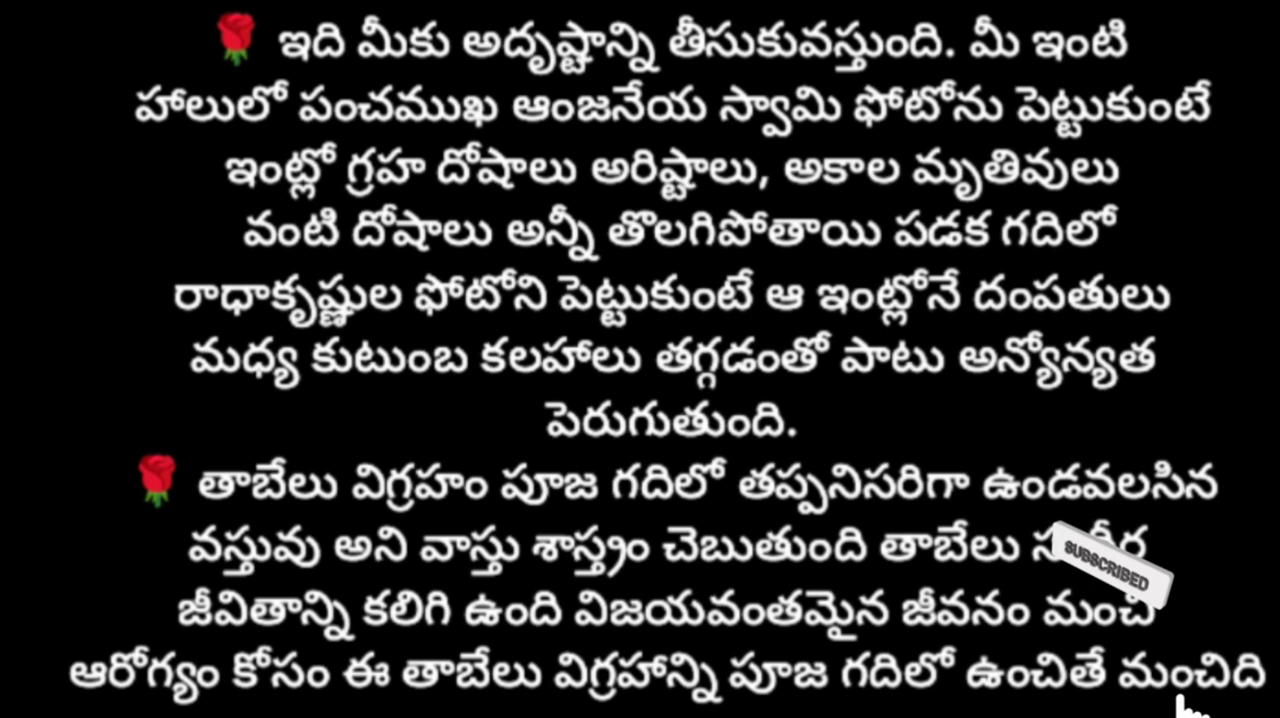 🌹 ఇది మీకు అదృష్టాన్ని తీసుకువస్తుంది. మీ ఇంటి
హాలులో పంచముఖ ఆంజనేయ స్వామి ఫోటోను పెట్టుకుంటే
ఇంట్లో గ్రహ దోషాలు అరిష్టాలు, అకాల మృతివులు
వంటి దోషాలు అన్నీ తొలగిపోతాయి పడక గదిలో
రాధాకృష్ణుల ఫోటోని పెట్టుకుంటే ఆ ఇంట్లోనే దంపతులు
మధ్య కుటుంబ కలహాలు తగ్గడంతో పాటు అన్యోన్యత
పెరుగుతుంది.
🌹 తాబేలు విగ్రహం పూజ గదిలో తప్పనిసరిగా ఉండవలసిన
వస్తువు అని వాస్తు శాస్త్రం చెబుతుంది తాబేలు
SUBSCRIBED
జీవితాన్ని కలిగి ఉంది విజయవంతమైన జీవనం మంచి
ఆరోగ్యం కోసం ఈ తాబేలు విగ్రహాన్ని పూజ గదిలో ఉంచితే మంచిది